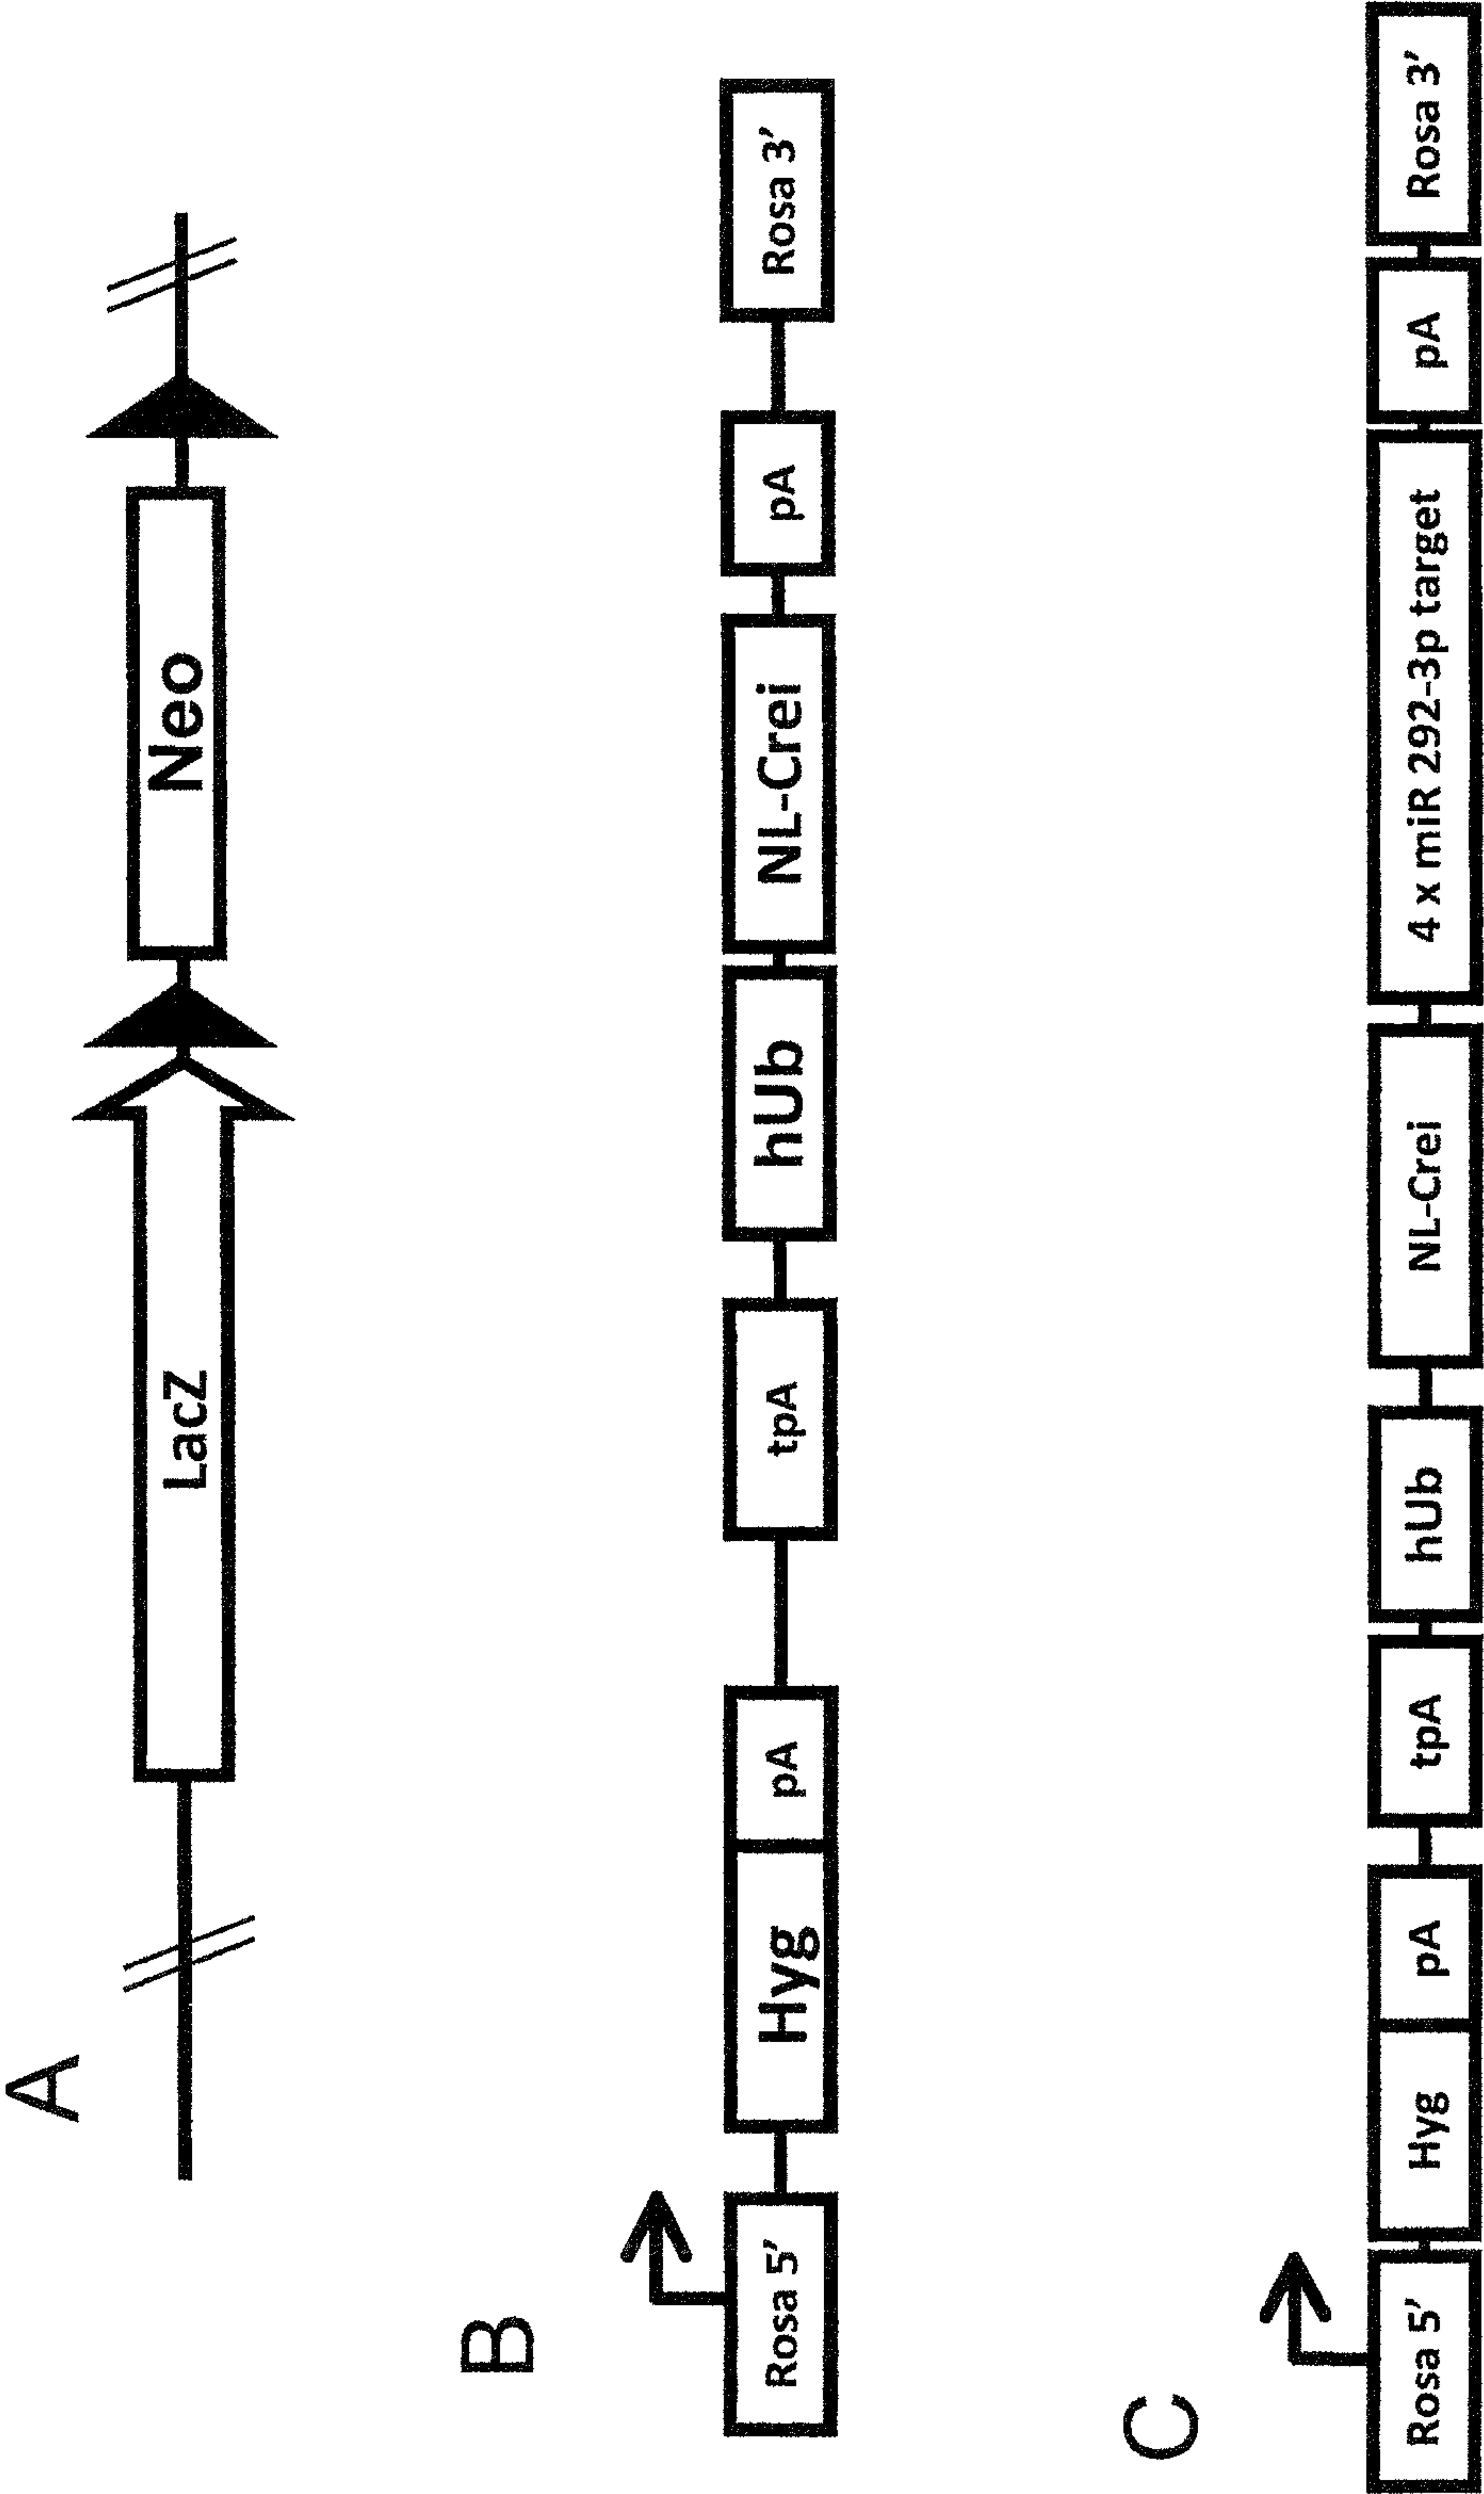 A
LacZ
Neo
B
Rosa 5’
Hyg
pA
tpA
hUb
NL-Crei
pA
Rosa 3’
C
Rosa 5’
Hyg
pA
tpA
hUb
NL-Crei
4 x miR 292-3p target
pA
Rosa 3’